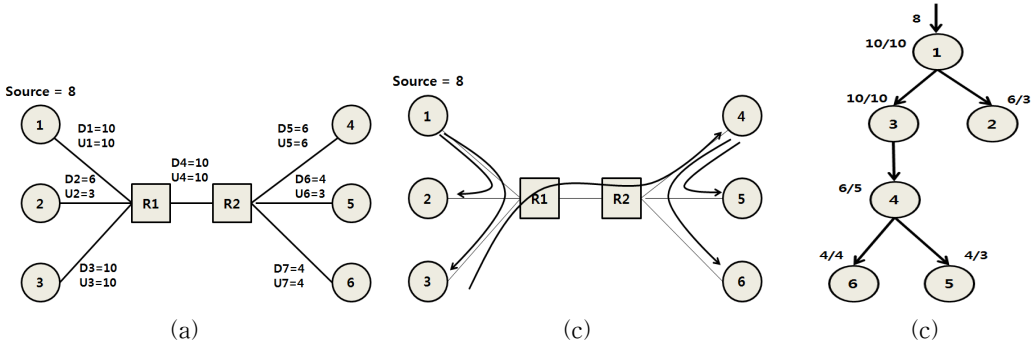 Source = 8
1
2
3
D1=10
U1=10
D2=6
U2=3
D3=10
U3=10
R1
D4=10
U4=10
R2
D5=6
U5=6
D6=4
U6=3
D7=4
U7=4
4
5
6
(a)
Source = 8
1
2
3
R1
R2
4
5
6
(c)
8
10/10
1
10/10
3
6/3
2
6/5
4
4/4
6
4/3
5
(c)